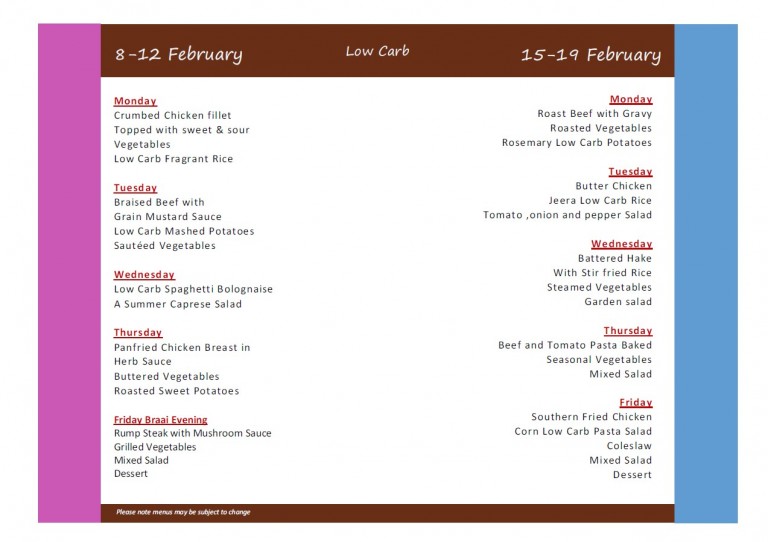 8-12 February
Low Carb
15-19 February
Monday
Crumbed Chicken fillet
Topped with sweet & sour
Vegetables
Low Carb Fragrant Rice
Tuesday
Braised Beef with
Grain Mustard Sauce
Low Carb Mashed Potatoes
Sautéed Vegetables
Wednesday
Low Carb Spaghetti Bolognaise
A Summer Caprese Salad
Thursday
Panfried Chicken Breast in
Herb Sauce
Buttered Vegetables
Roasted Sweet Potatoes
Friday Braai Evening
Rump Steak with Mushroom Sauce
Grilled Vegetables
Mixed Salad
Dessert
Monday
Roast Beef with Gravy
Roasted Vegetables
Rosemary Low Carb Potatoes
Tuesday
Butter Chicken
Jeera Low Carb Rice
Tomato ,onion and pepper Salad
Wednesday
Battered Hake
With Stir fried Rice
Steamed Vegetables
Garden salad
Thursday
Beef and Tomato Pasta Baked
Seasonal Vegetables
Mixed Salad
Friday
Southern Fried Chicken
Corn Low Carb Pasta Salad
Coleslaw
Mixed Salad
Dessert
Please note menus may be subject to change